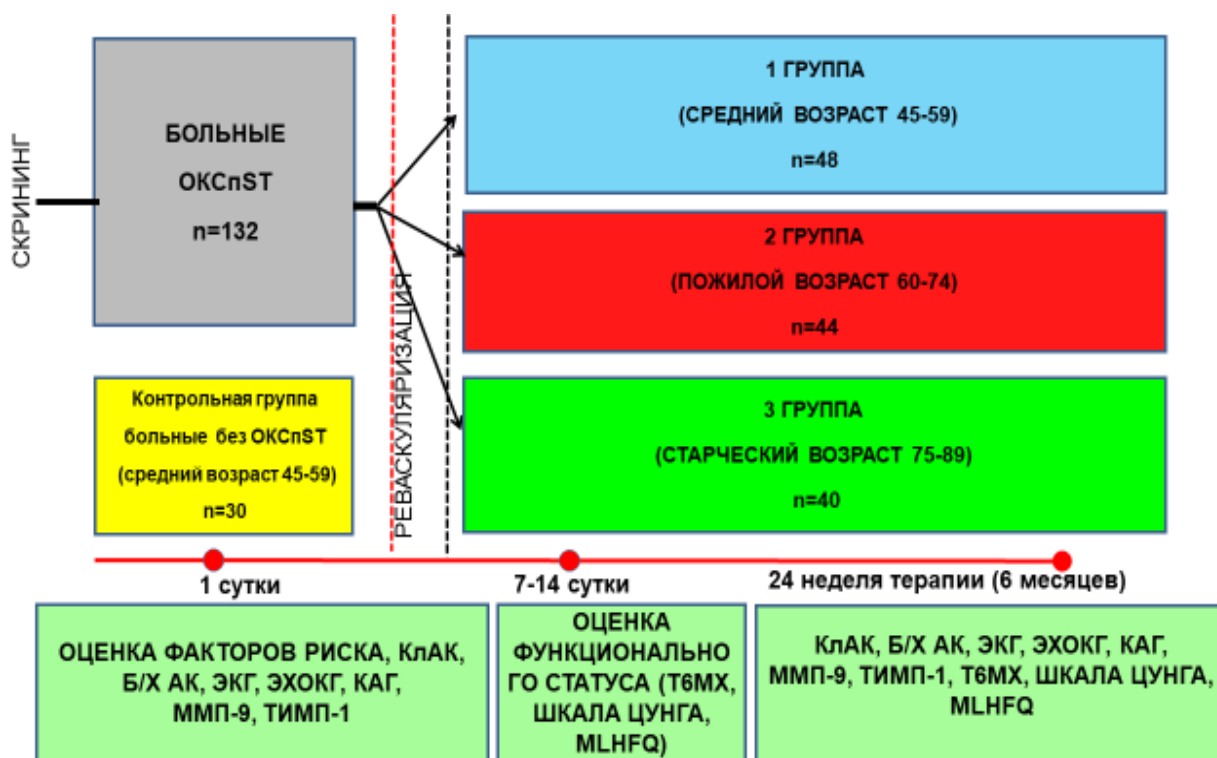 СКРИНИНГ
БОЛЬНЫЕ
ОКСпST
n=132
Контрольная группа
больные без ОКСпST
(средний возраст 45-59)
n=30
РЕВАСКУЛЯРИЗАЦИЯ
1 ГРУППА
(СРЕДНИЙ ВОЗРАСТ 45-59)
n=48
2 ГРУППА
(ПОЖИЛОЙ ВОЗРАСТ 60-74)
n=44
3 ГРУППА
(СТАРЧЕСКИЙ ВОЗРАСТ 75-89)
n=40
1 сутки
7-14 сутки
24 неделя терапии (6 месяцев)
ОЦЕНКА ФАКТОРОВ РИСКА, КлАК,
Б/Х АК, ЭКГ, ЭХОКГ, КАГ,
ММП-9, ТИМП-1
ОЦЕНКА
ФУНКЦИОНАЛЬНО
ГО СТАТУСА (Т6МХ,
ШКАЛА ЦУНГА,
MLHFQ)
КлАК, Б/Х АК, ЭКГ, ЭХОКГ, КАГ,
ММП-9, ТИМП-1, Т6МХ, ШКАЛА ЦУНГА,
MLHFQ